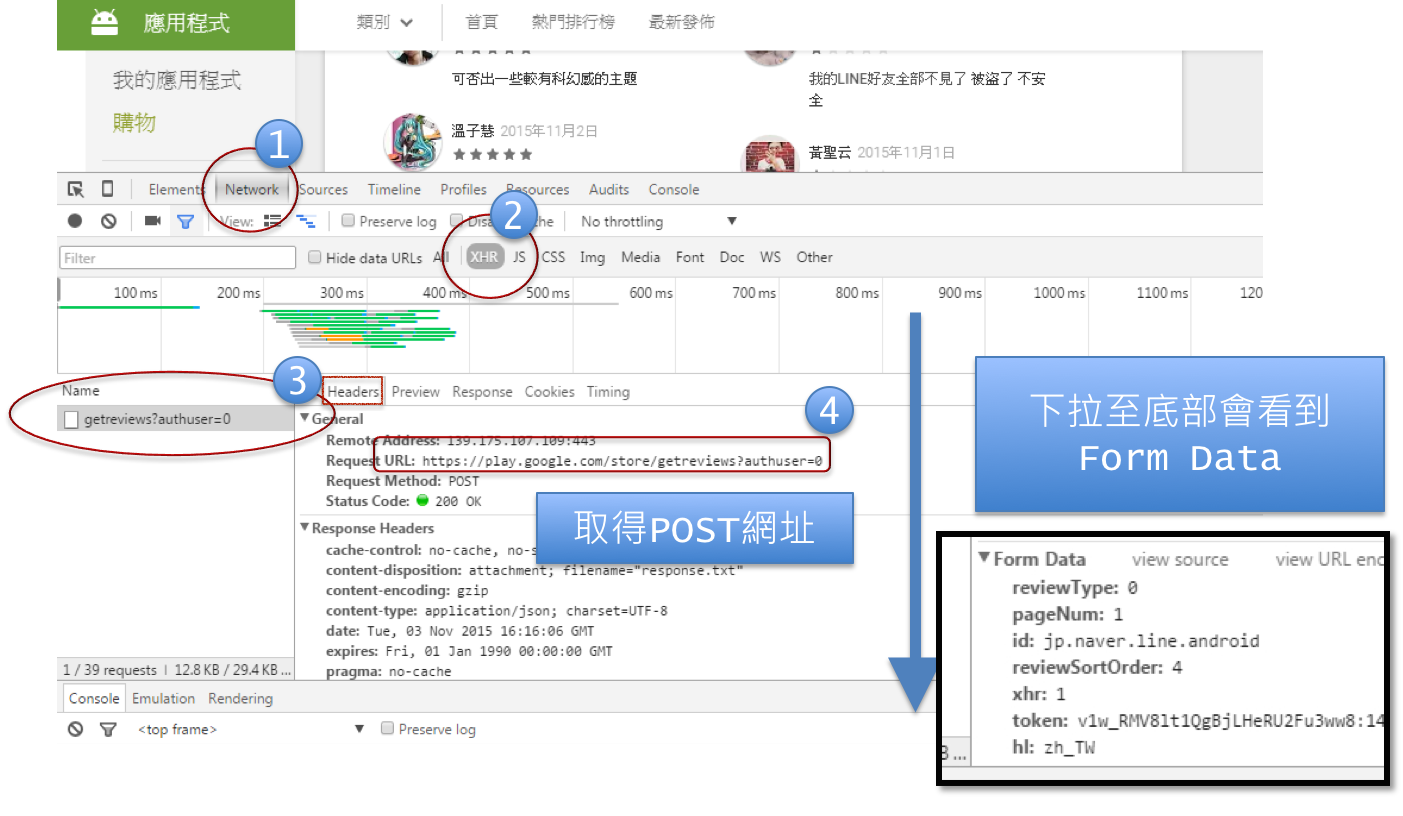 應用程式
類別
首頁
熱門排行榜
最新發佈
我的應用程式
購物
可否出一些較有科幻感的主題
溫子慧 2015年11月2日
我的LINE好友全部不見了 被盜了 不安
全
黃聖云 2015年11月1日
1
Elements Network Sources Timeline Profiles Resources Audits Console
2
View: Preserve log No throttling
Filter
Hide data URLs All XHR JS CSS Img Media Font Doc WS Other
100 ms 200 ms 300 ms 400 ms 500 ms 600 ms 700 ms 800 ms 900 ms 1000 ms 1100 ms 120
3
Name
getreviews?authuser=0
1 / 39 requests | 12.8 KB / 29.4 KB ...
Headers Preview Response Cookies Timing
4
General
Remote Address: 139.175.107.109:443
Request URL: https://play.google.com/store/getreviews?authuser=0
Request Method: POST
Status Code: 200 OK
取得POST網址
Response Headers
cache-control: no-cache, no-s
content-disposition: attachment; filename="response.txt"
content-encoding: gzip
content-type: application/json; charset=UTF-8
date: Tue, 03 Nov 2015 16:16:06 GMT
expires: Fri, 01 Jan 1990 00:00:00 GMT
pragma: no-cache
Console Emulation Rendering
<top frame> Preserve log
下拉至底部會看到
Form Data
Form Data view source view URL enc
reviewType: 0
pageNum: 1
id: jp.naver.line.android
reviewSortOrder: 4
xhr: 1
token: v1w_RMV8lt1QgBjLHeRU2Fu3ww8:14
hl: zh_TW